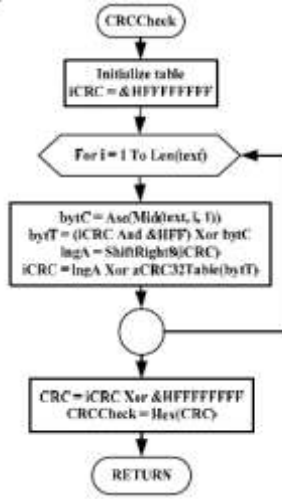 CRCCheck
Initialize table
iCRC = &HFFFFFFFF
For i = 1 To Len(text)
bytC = Asc(Mid(text, i, 1))
bytT = (iCRC And &HFF) Xor bytC
lngA = ShiftRight8(iCRC)
iCRC = lngA Xor aCRC32Table(bytT)
CRC = iCRC Xor &HFFFFFFFF
CRCCheck = Hex(CRC)
RETURN